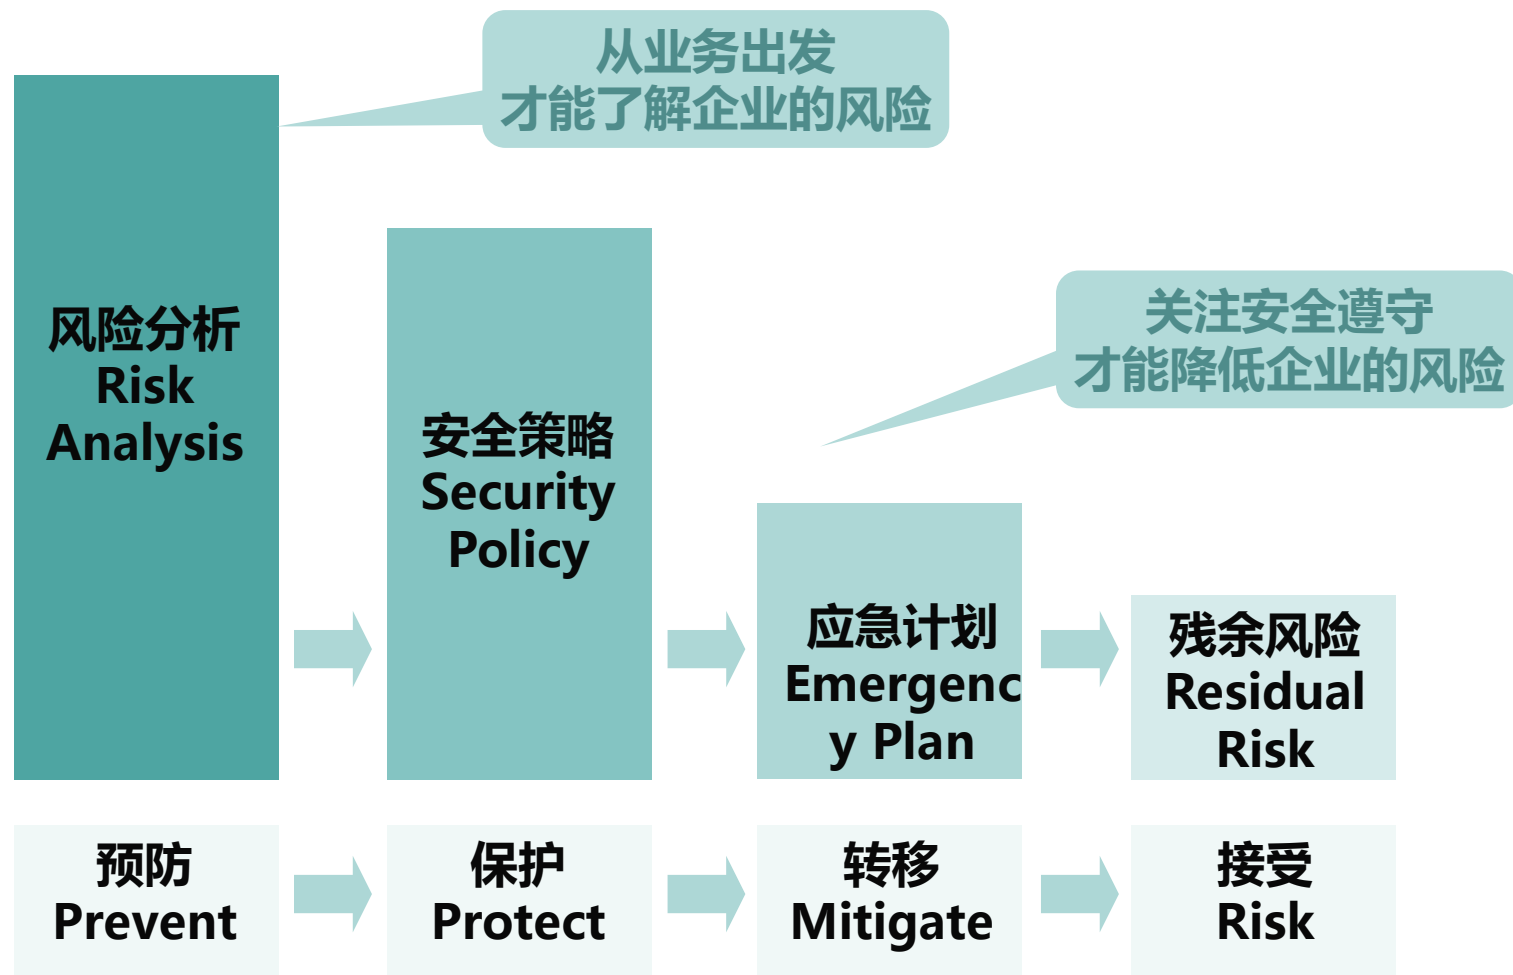 从业务出发
才能了解企业的风险
关注安全遵守
才能降低企业的风险
风险分析
Risk
Analysis
安全策略
Security
Policy
应急计划
Emergenc
y Plan
残余风险
Residual
Risk
预防
Prevent
保护
Protect
转移
Mitigate
接受
Risk